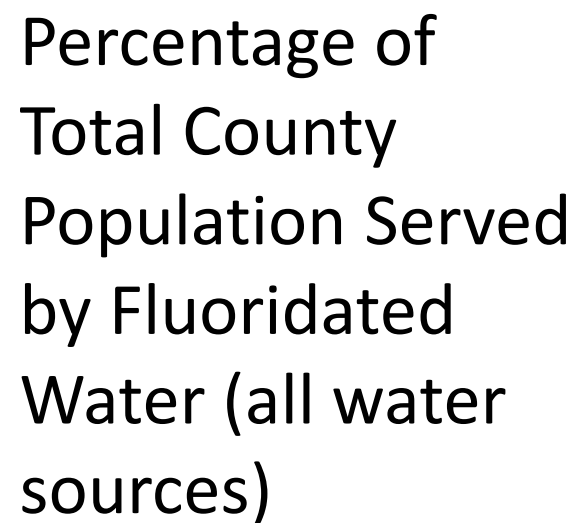 Percentage of
Total County
Population Served
by Fluoridated
Water (all water
sources)